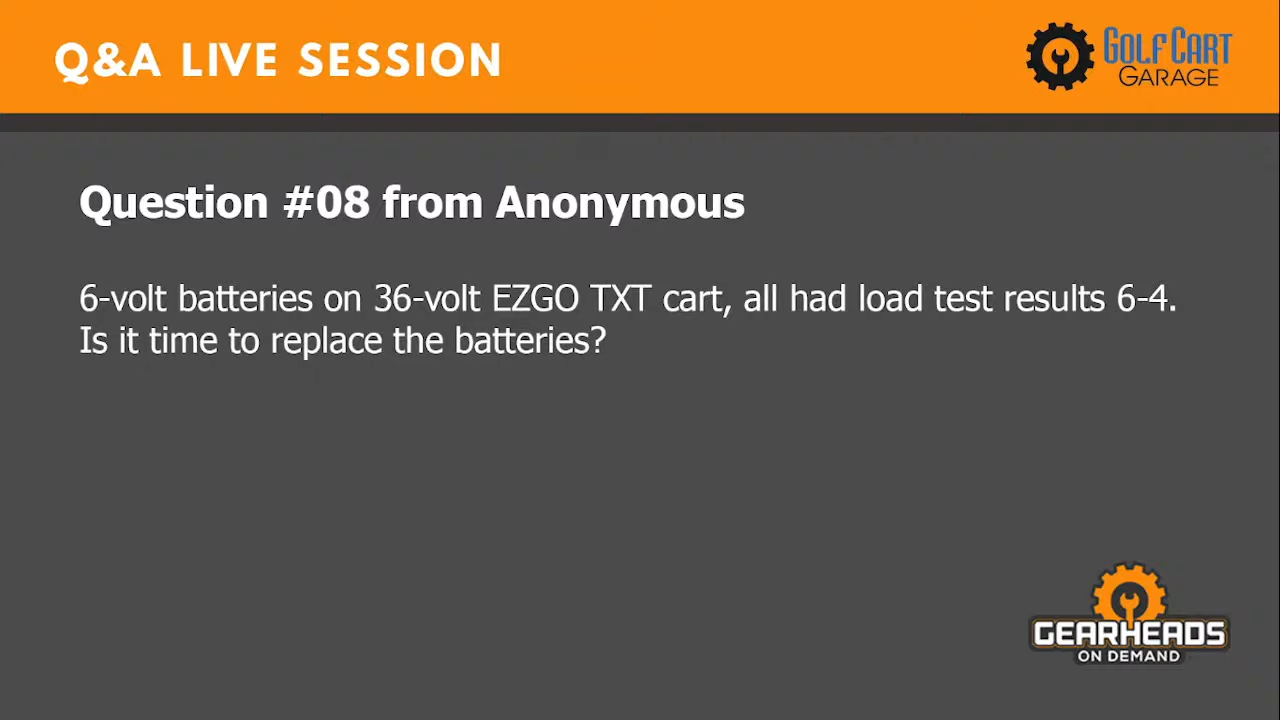 Q&A LIVE SESSION
GOLF CART
GARAGE
Question #08 from Anonymous
6-volt batteries on 36-volt EZGO TXT cart, all had load test results 6-4.
Is it time to replace the batteries?
GEARHEADS
ON DEMAND